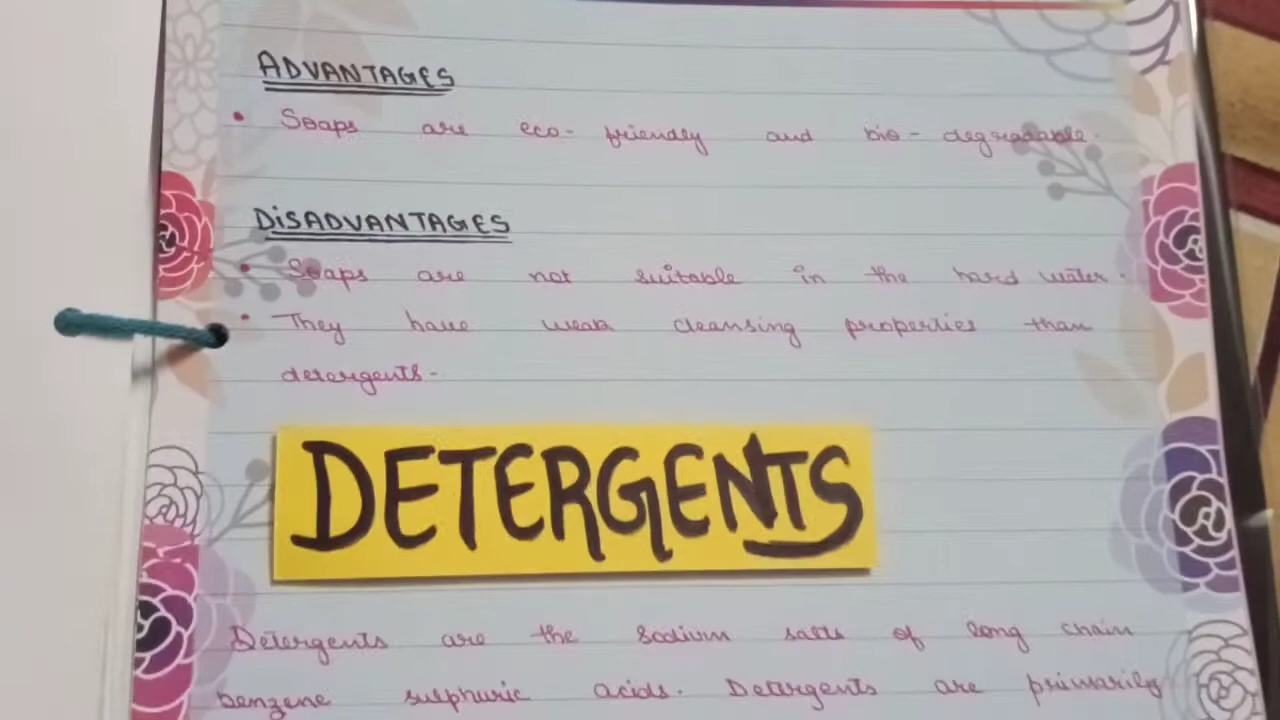 ADVANTAGES
• Soaps are eco-friendly and bio-degradable.
DiSADVANTAGES
• Soaps are not suitable in the hard water.
• They have weak cleansing properties than
detergents.
DETERGENTS
Detergents are the sodium salts of long chain
benzene sulphuric acids. Detergents are primarily